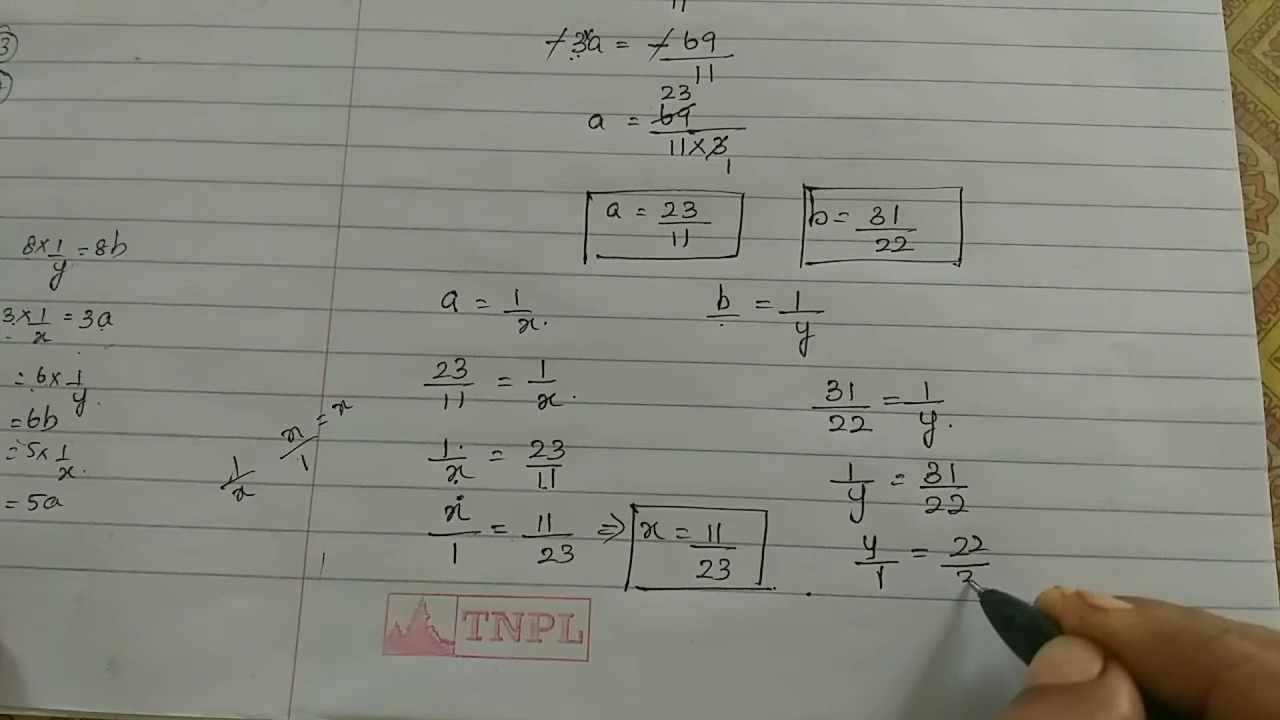 11
-3a = -69/11
23
a = 69/11×3
1
a = 23/11 b = 31/22
8×1/y = 8b
a = 1/x. b = 1/y
3×1/x = 3a
23/11 = 1/x. 31/22 = 1/y.
= 6×1/y.
= 6b
x/1 = x
= 5×1/x.
1/x
1/x = 23/11 1/y = 31/22
= 5a
x/1 = 11/23 ⇒ x = 11/23 y/1 = 22/3
TNPL